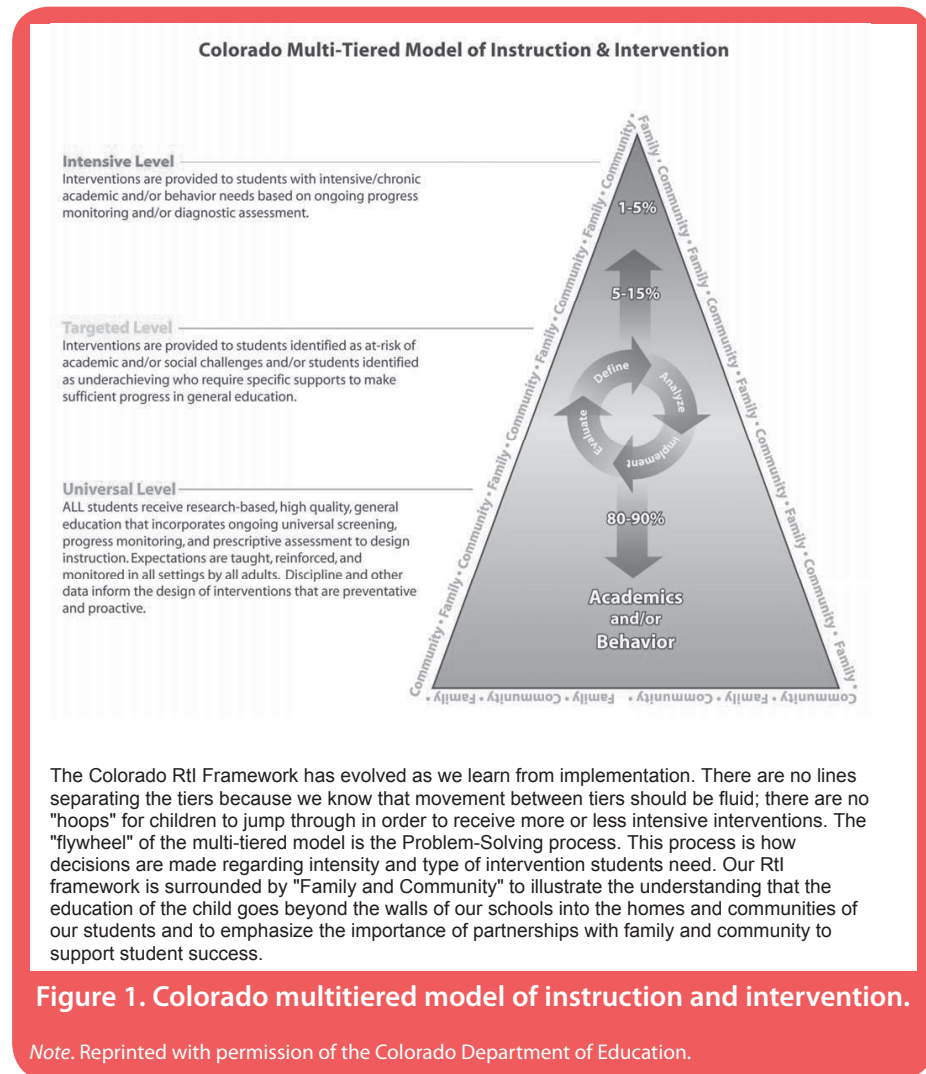 Colorado Multi-Tiered Model of Instruction & Intervention
Intensive Level
Interventions are provided to students with intensive/chronic
academic and/or behavior needs based on ongoing progress
monitoring and/or diagnostic assessment.
Targeted Level
Interventions are provided to students identified as at-risk of
academic and/or social challenges and/or students identified
as underachieving who require specific supports to make
sufficient progress in general education.
Universal Level
ALL students receive research-based, high quality, general
education that incorporates ongoing universal screening,
progress monitoring, and prescriptive assessment to design
instruction. Expectations are taught, reinforced, and
monitored in all settings by all adults. Discipline and other
data inform the design of interventions that are preventative
and proactive.
Community • Family • Community • Family • Community • Family • Community • Family • Community •
Family • Community • Family • Community • Family • Community • Family • Community • Family •
Community • Family • Community • Family • Community • Family •
1-5%
5-15%
Define
Analyze
Implement
Evaluate
80-90%
Academics
and/or
Behavior
The Colorado RtI Framework has evolved as we learn from implementation. There are no lines
separating the tiers because we know that movement between tiers should be fluid; there are no
"hoops" for children to jump through in order to receive more or less intensive interventions. The
"flywheel" of the multi-tiered model is the Problem-Solving process. This process is how
decisions are made regarding intensity and type of intervention students need. Our RtI
framework is surrounded by "Family and Community" to illustrate the understanding that the
education of the child goes beyond the walls of our schools into the homes and communities of
our students and to emphasize the importance of partnerships with family and community to
support student success.
Figure 1. Colorado multitiered model of instruction and intervention.
Note. Reprinted with permission of the Colorado Department of Education.